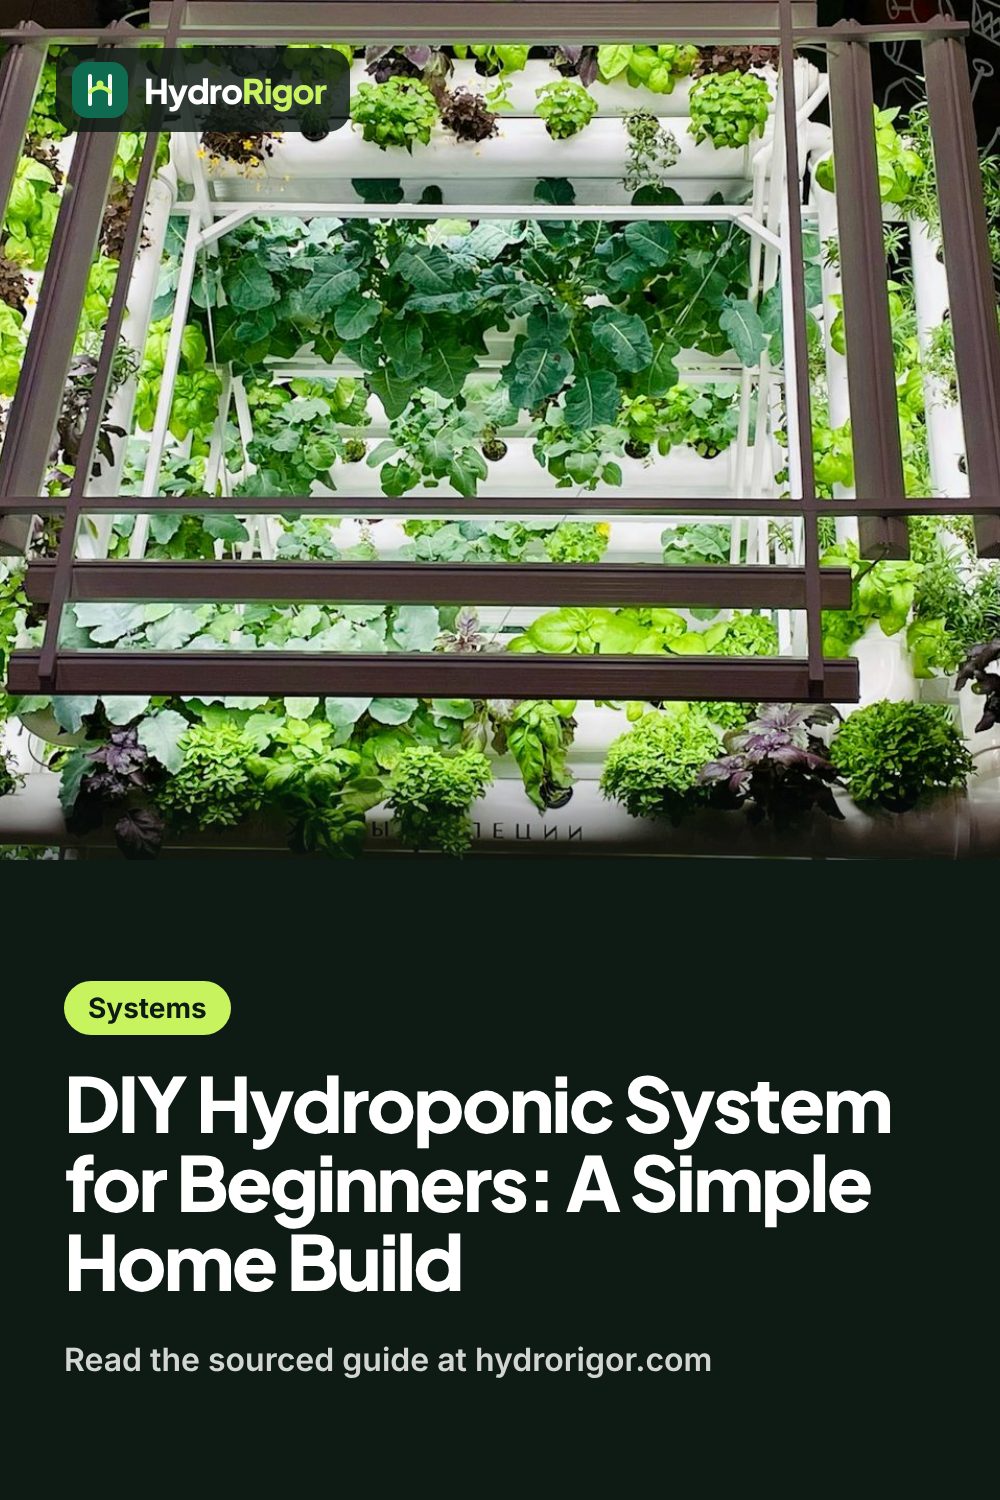 HydroRigor
Systems
DIY Hydroponic System
for Beginners: A Simple
Home Build
Read the sourced guide at hydrorigor.com